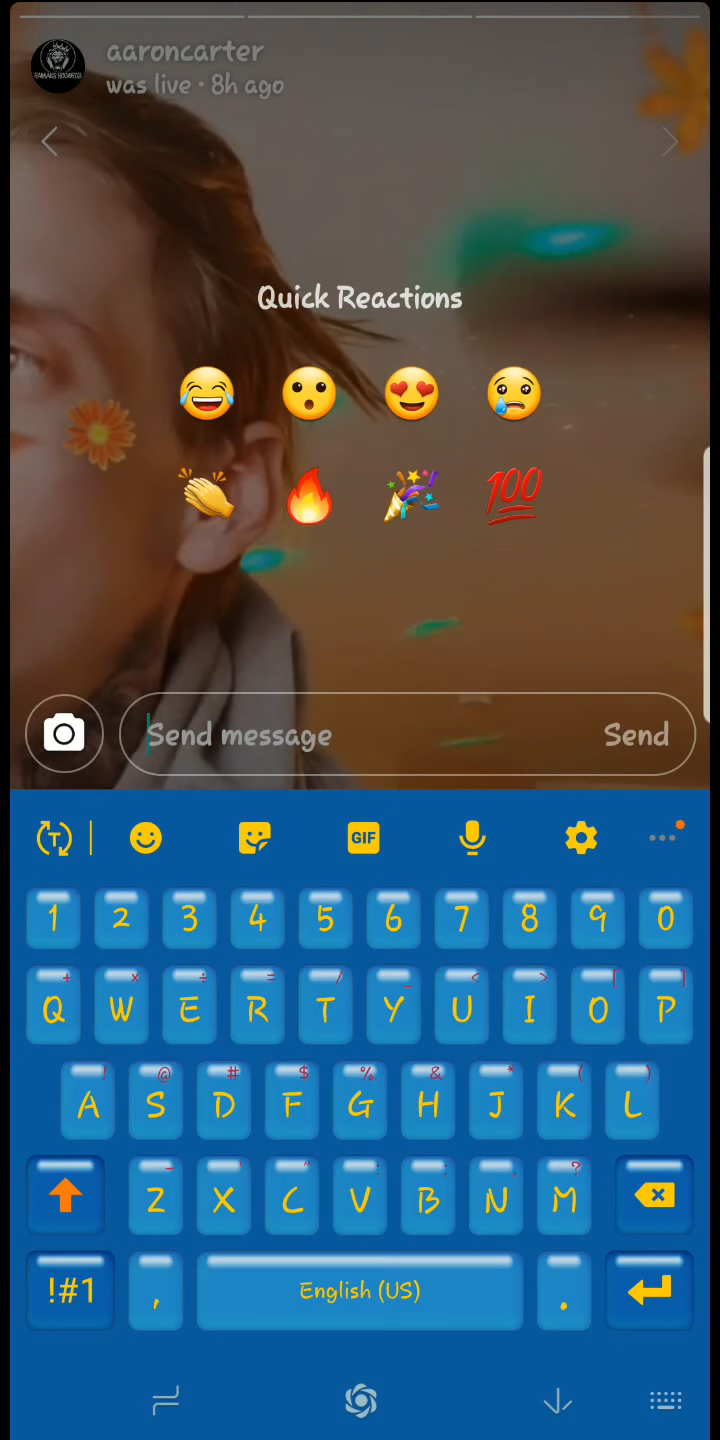 aaroncarter
was live • 8h ago
Quick Reactions
Send message
Send
T
GIF
1 2 3 4 5 6 7 8 9 0
+ × ÷ = / _ < > [ ]
Q W E R T Y U I O P
! @ # $ % & * ( )
A S D F G H J K L
- ' " : ; , ?
Z X C V B N M
!#1 , English (US) .